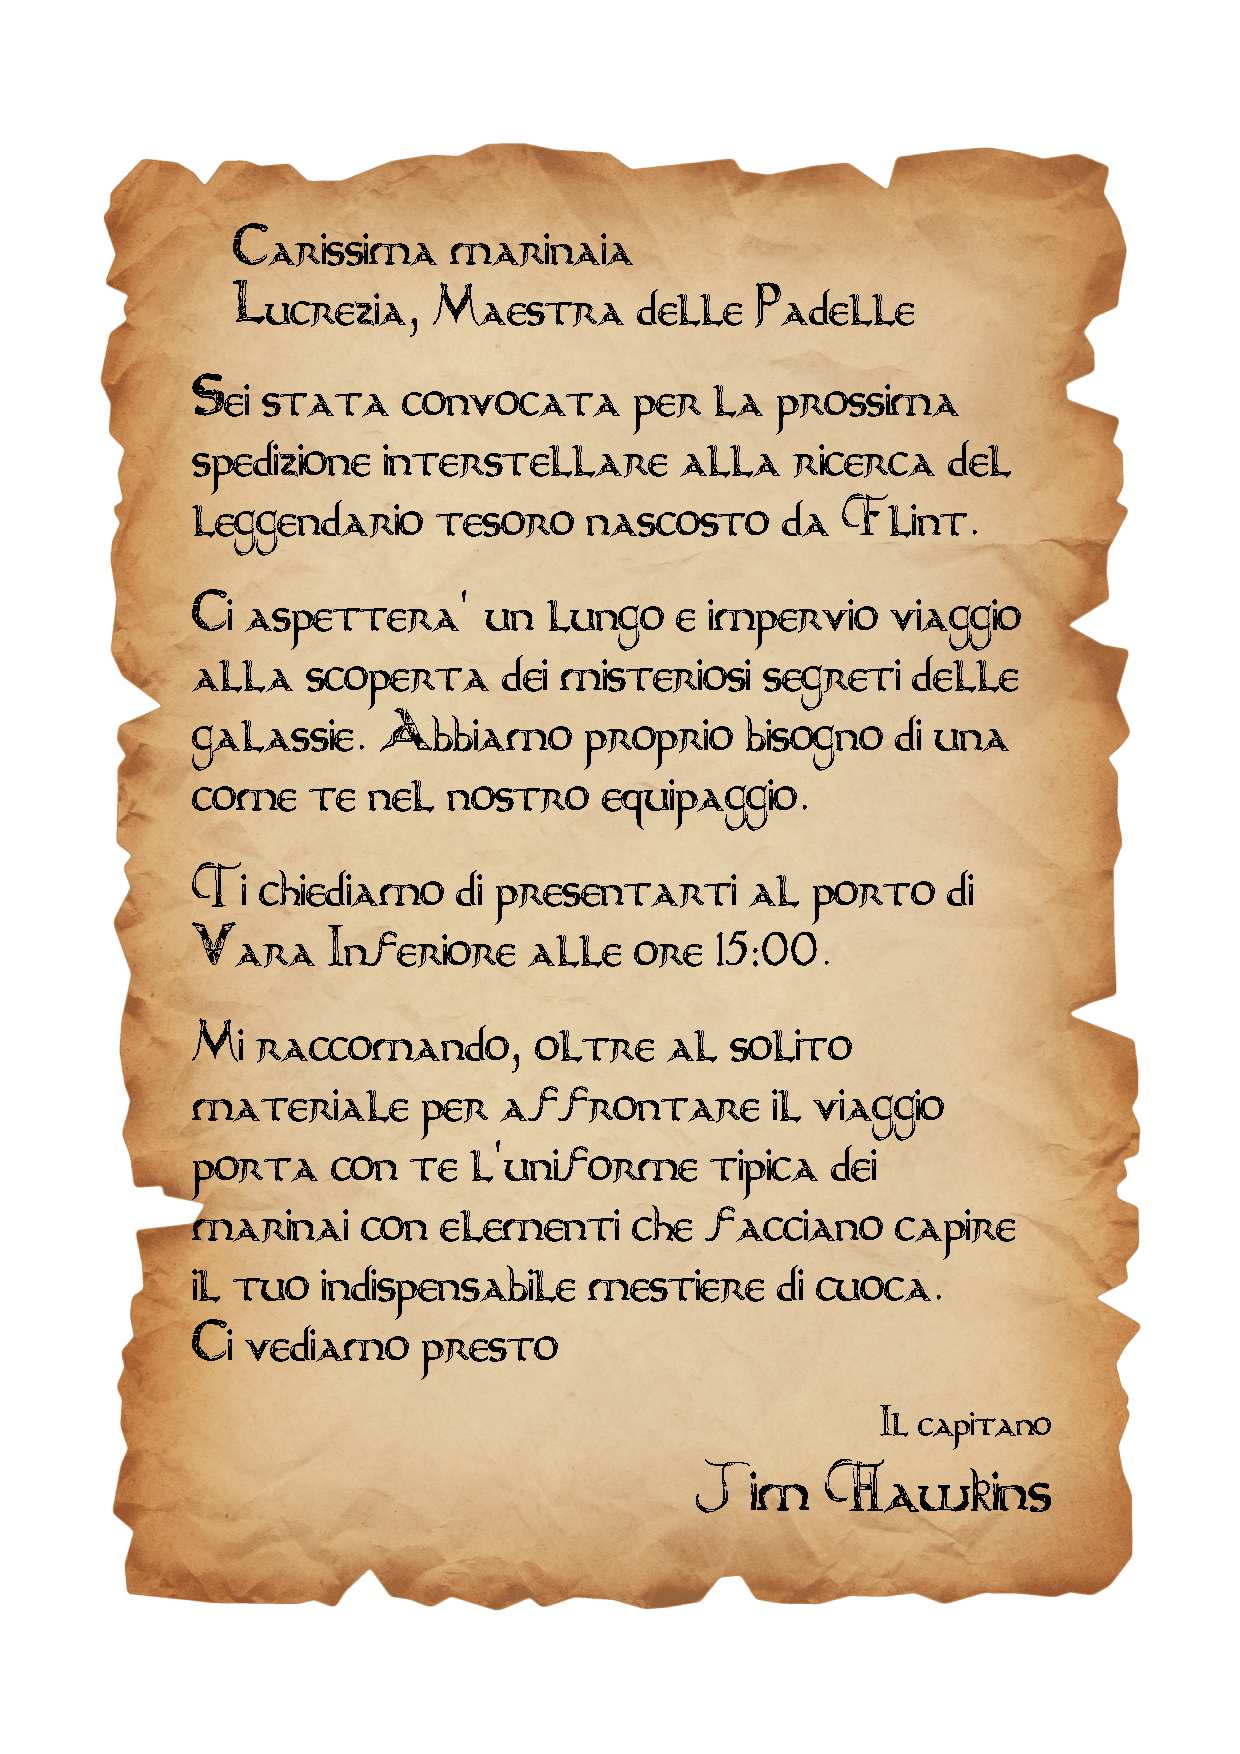 Carissima marinaia
Lucrezia, Maestra delle Padelle
Sei stata convocata per la prossima
spedizione interstellare alla ricerca del
leggendario tesoro nascosto da Flint.
Ci aspettera' un lungo e impervio viaggio
alla scoperta dei misteriosi segreti delle
galassie. Abbiamo proprio bisogno di una
come te nel nostro equipaggio.
Ti chiediamo di presentarti al porto di
Vara Inferiore alle ore 15:00.
Mi raccomando, oltre al solito
materiale per affrontare il viaggio
porta con te l'uniforme tipica dei
marinai con elementi che facciano capire
il tuo indispensabile mestiere di cuoca.
Ci vediamo presto
Il capitano
Jim Hawkins